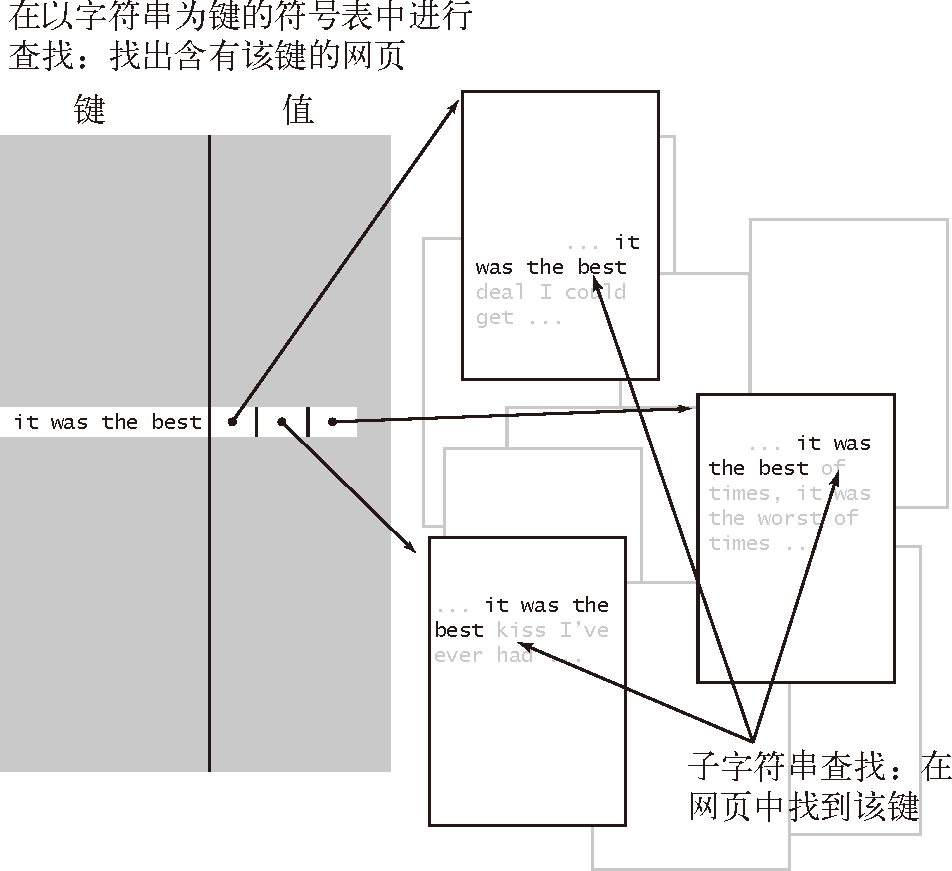 在以字符串为键的符号表中进行
查找：找出含有该键的网页
键 值
... it
was the best
deal I could
get ...
it was the best
... it was
the best of
times, it was
the worst of
times ...
... it was the
best kiss I've
ever had ...
子字符串查找：在
网页中找到该键